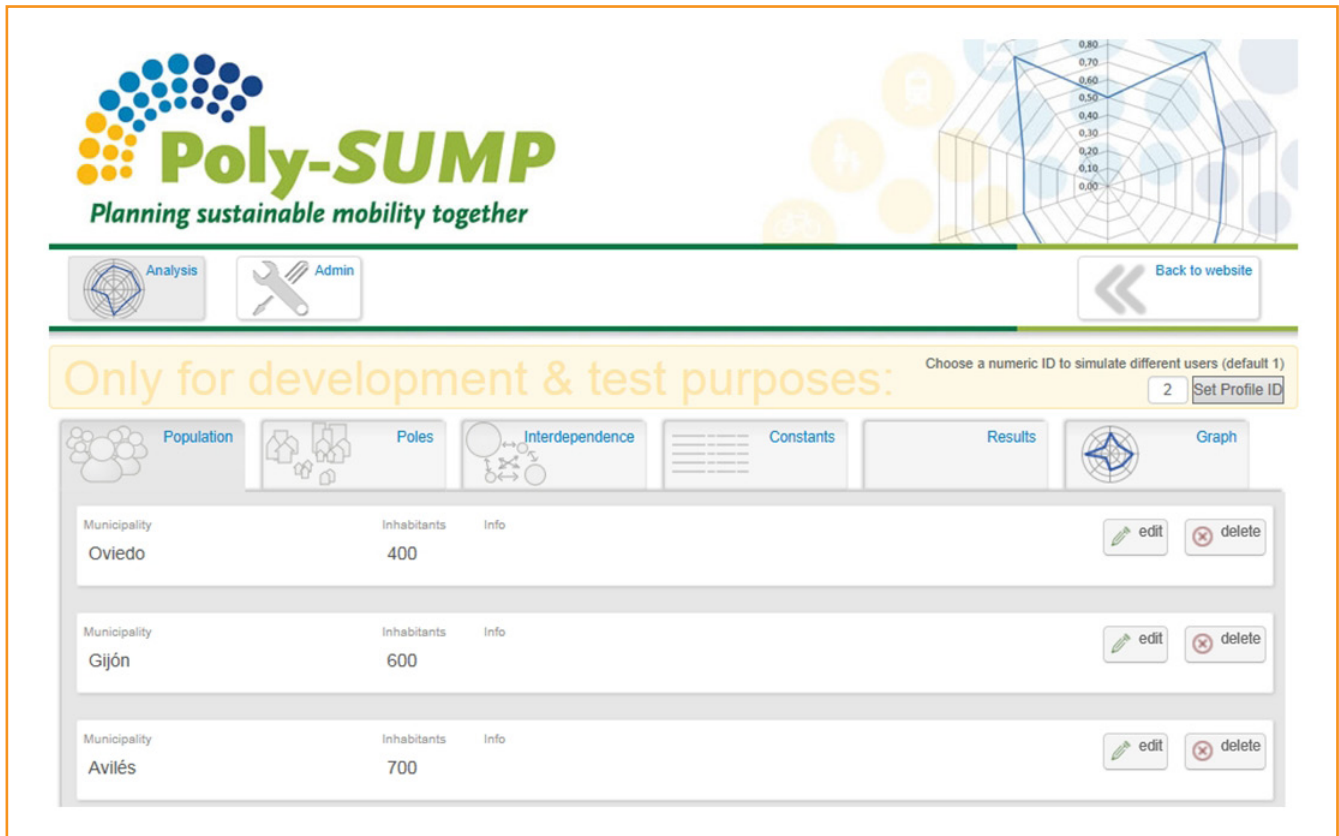 0,80
0,70
0,60
0,50
0,40
0,30
0,20
0,10
0,00
Poly-SUMP
Planning sustainable mobility together
Analysis
Admin
Back to website
Only for development & test purposes:
Choose a numeric ID to simulate different users (default 1)
2 Set Profile ID
Population
Poles
Interdependence
Constants
Results
Graph
Municipality Inhabitants Info
Oviedo 400
edit
delete
Municipality Inhabitants Info
Gijón 600
edit
delete
Municipality Inhabitants Info
Avilés 700
edit
delete